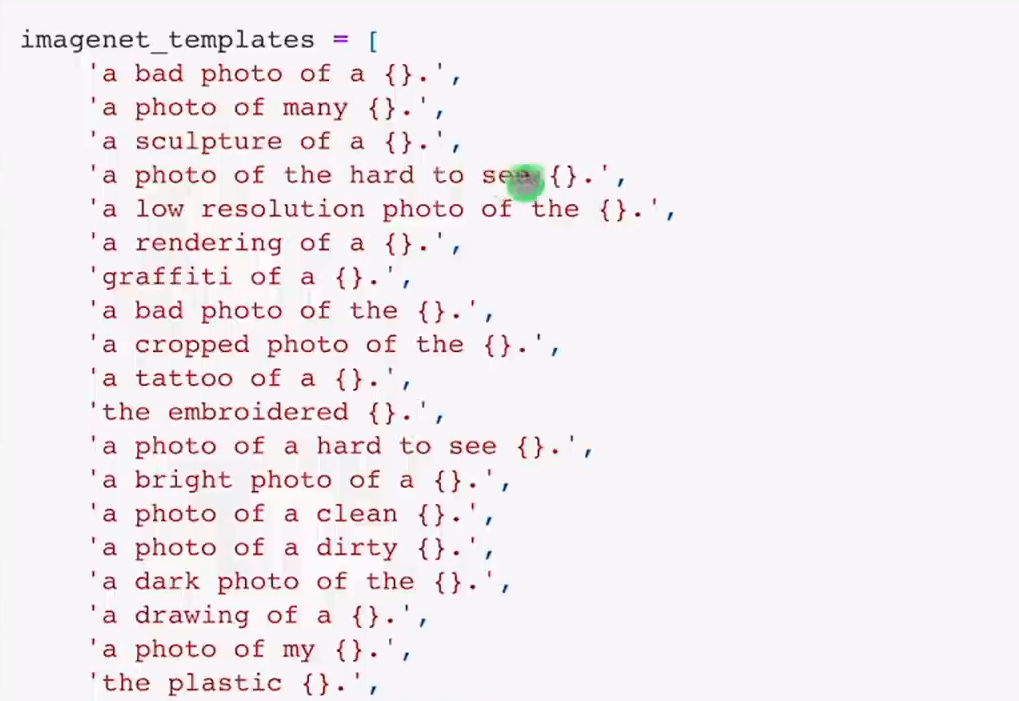 imagenet_templates = [
'a bad photo of a {}.',
'a photo of many {}.',
'a sculpture of a {}.',
'a photo of the hard to see {}.',
'a low resolution photo of the {}.',
'a rendering of a {}.',
'graffiti of a {}.',
'a bad photo of the {}.',
'a cropped photo of the {}.',
'a tattoo of a {}.',
'the embroidered {}.',
'a photo of a hard to see {}.',
'a bright photo of a {}.',
'a photo of a clean {}.',
'a photo of a dirty {}.',
'a dark photo of the {}.',
'a drawing of a {}.',
'a photo of my {}.',
'the plastic {}.',